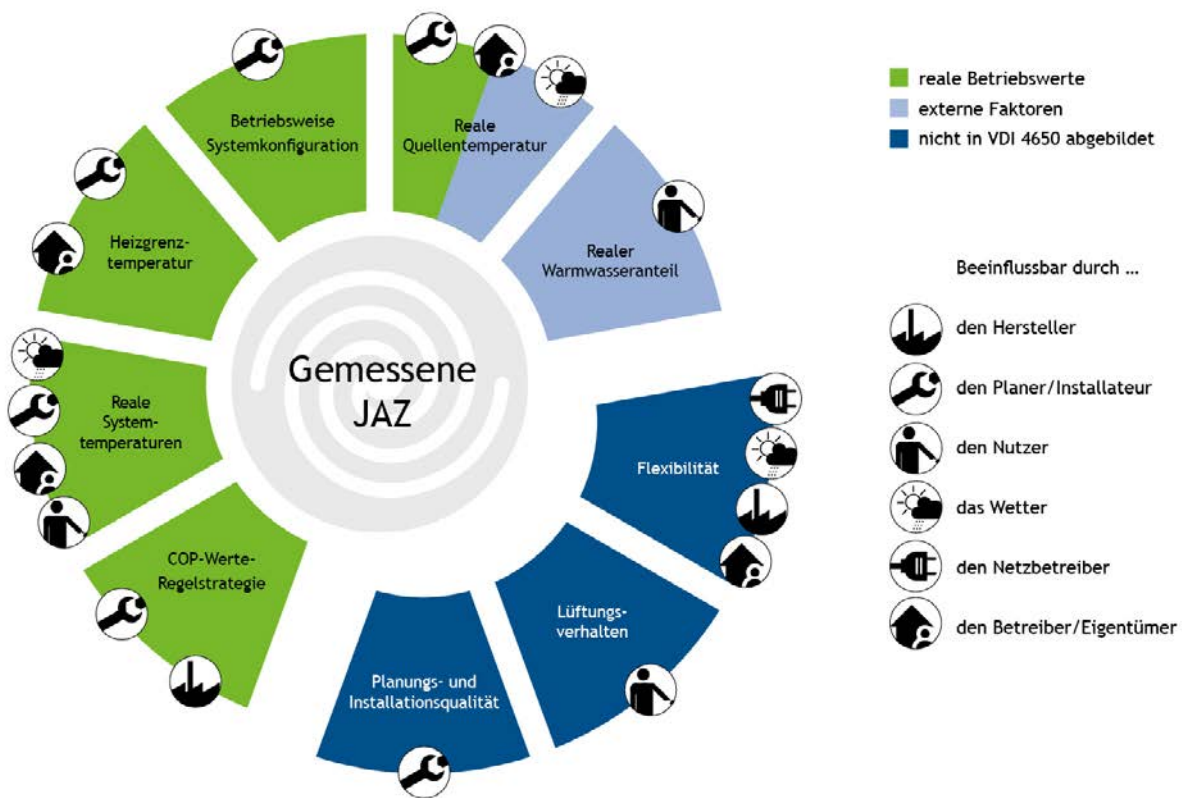 Betriebsweise
Systemkonfiguration
Reale
Quellentemperatur
Realer
Warmwasseranteil
Heizgrenz-
temperatur
Reale
System-
temperaturen
COP-Werte-
Regelstrategie
Gemessene
JAZ
Flexibilität
Lüftungs-
verhalten
Planungs- und
Installationsqualität
reale Betriebswerte
externe Faktoren
nicht in VDI 4650 abgebildet
Beeinflussbar durch ...
den Hersteller
den Planer/Installateur
den Nutzer
das Wetter
den Netzbetreiber
den Betreiber/Eigentümer